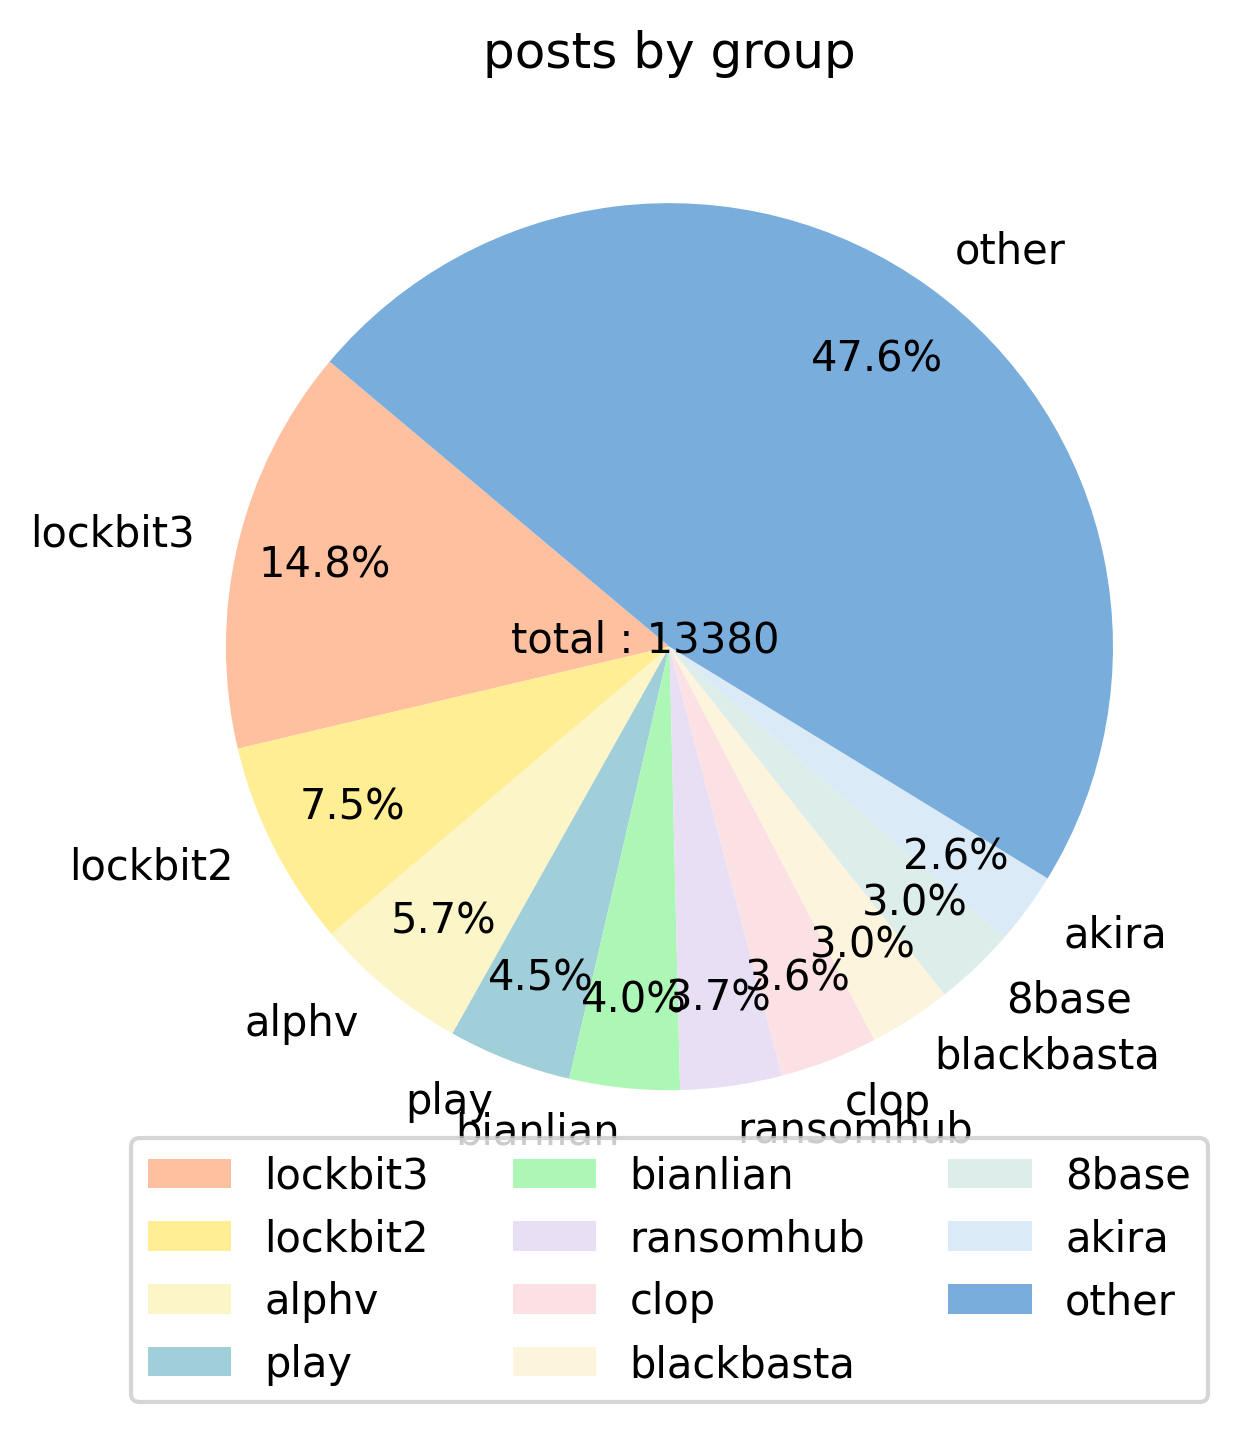 posts by group
other
47.6%
lockbit3
14.8%
total : 13380
7.5%
lockbit2
2.6%
3.0%
5.7%
3.0%
akira
4.5%
4.0%
3.7%
3.6%
8base
alphv
blackbasta
play
clop
bianlian
ransomhub
lockbit3
lockbit2
alphv
play
bianlian
ransomhub
clop
blackbasta
8base
akira
other